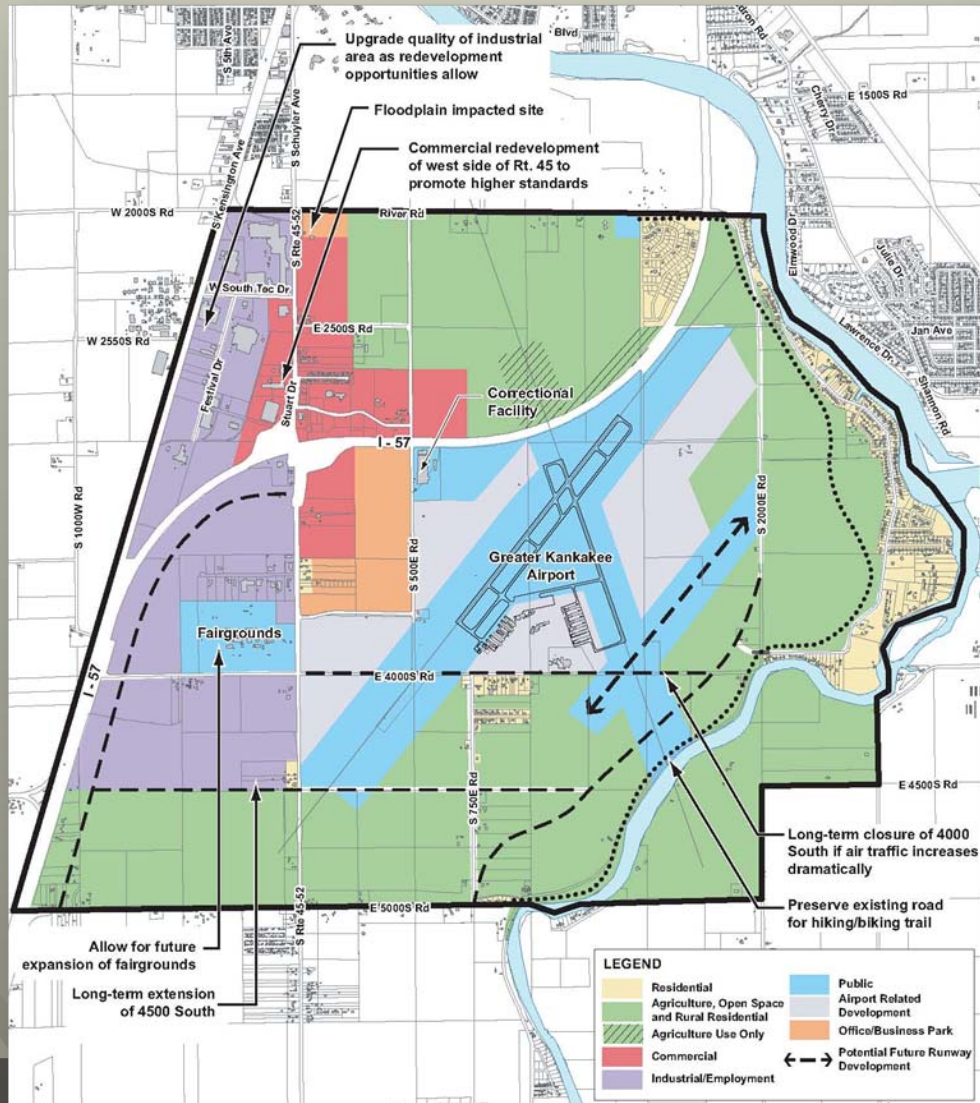 Blvd
S 5th Ave
Upgrade quality of industrial
area as redevelopment
opportunities allow
S Schuyler Ave
Cherry Dr
E 1500S Rd
Floodplain impacted site
S Kensington Ave
Commercial redevelopment
of west side of Rt. 45 to
promote higher standards
W 2000S Rd
River Rd
S Rte 45-52
Elmwood Dr
Julie Dr
W South Tec Dr
E 2500S Rd
W 2550S Rd
Lawrence Dr
Jan Ave
Festival Dr
Stuart Dr
Correctional
Facility
Shannon Rd
I - 57
S 1000W Rd
S 500E Rd
S 2000E Rd
Greater Kankakee
Airport
Fairgrounds
E 4000S Rd
I - 57
S 750E Rd
E 4500S Rd
Long-term closure of 4000
South if air traffic increases
dramatically
Preserve existing road
for hiking/biking trail
E 5000S Rd
S Rte 45-52
Allow for future
expansion of fairgrounds
Long-term extension
of 4500 South
LEGEND
Residential
Agriculture, Open Space
and Rural Residential
Agriculture Use Only
Commercial
Industrial/Employment
Public
Airport Related
Development
Office/Business Park
Potential Future Runway
Development